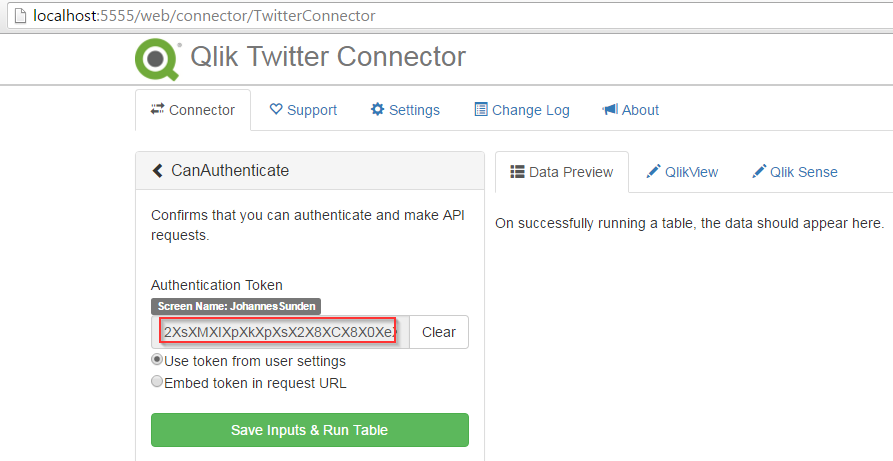 localhost:5555/web/connector/TwitterConnector
Qlik Twitter Connector
Connector Support Settings Change Log About
CanAuthenticate
Confirms that you can authenticate and make API
requests.
Authentication Token
Screen Name: JohannesSunden
2XsXMXIXpXkXpXsX2X8XCX8X0Xe
Clear
Use token from user settings
Embed token in request URL
Save Inputs & Run Table
Data Preview QlikView Qlik Sense
On successfully running a table, the data should appear here.